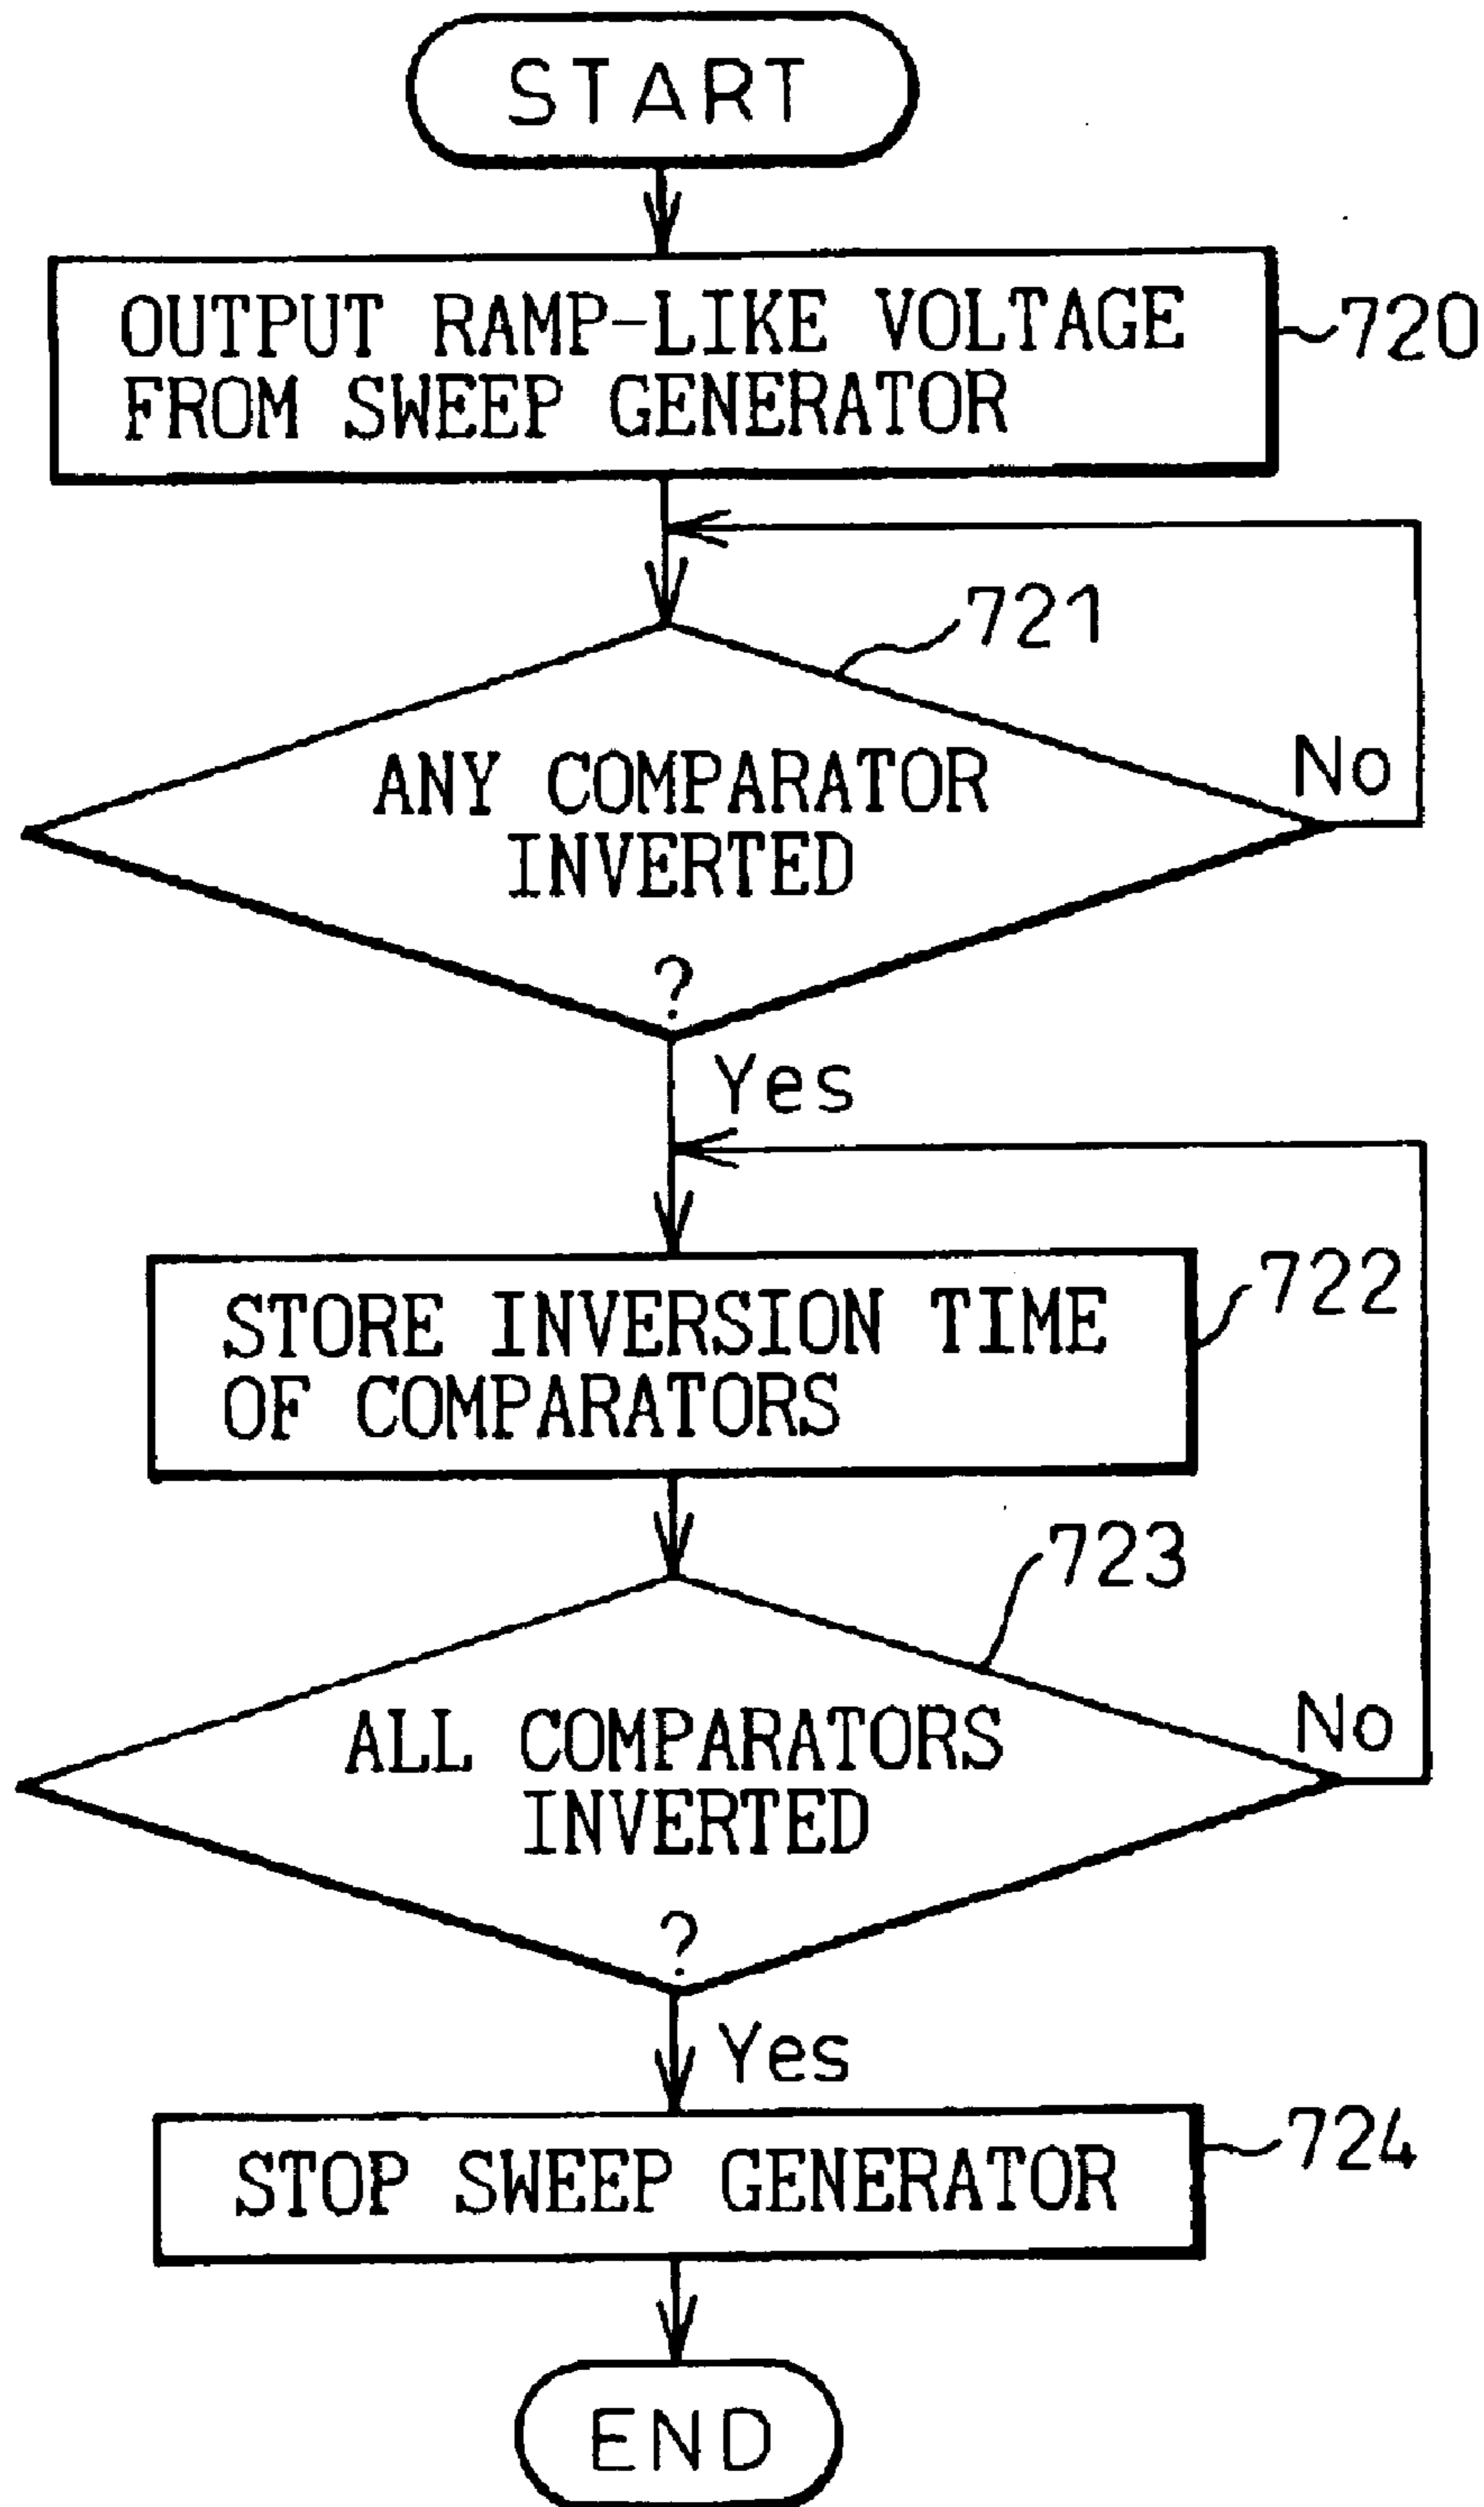 START
OUTPUT RAMP-LIKE VOLTAGE
FROM SWEEP GENERATOR
720
721
ANY COMPARATOR
INVERTED
?
No
Yes
STORE INVERSION TIME
OF COMPARATORS
722
723
ALL COMPARATORS
INVERTED
?
No
Yes
STOP SWEEP GENERATOR
724
END